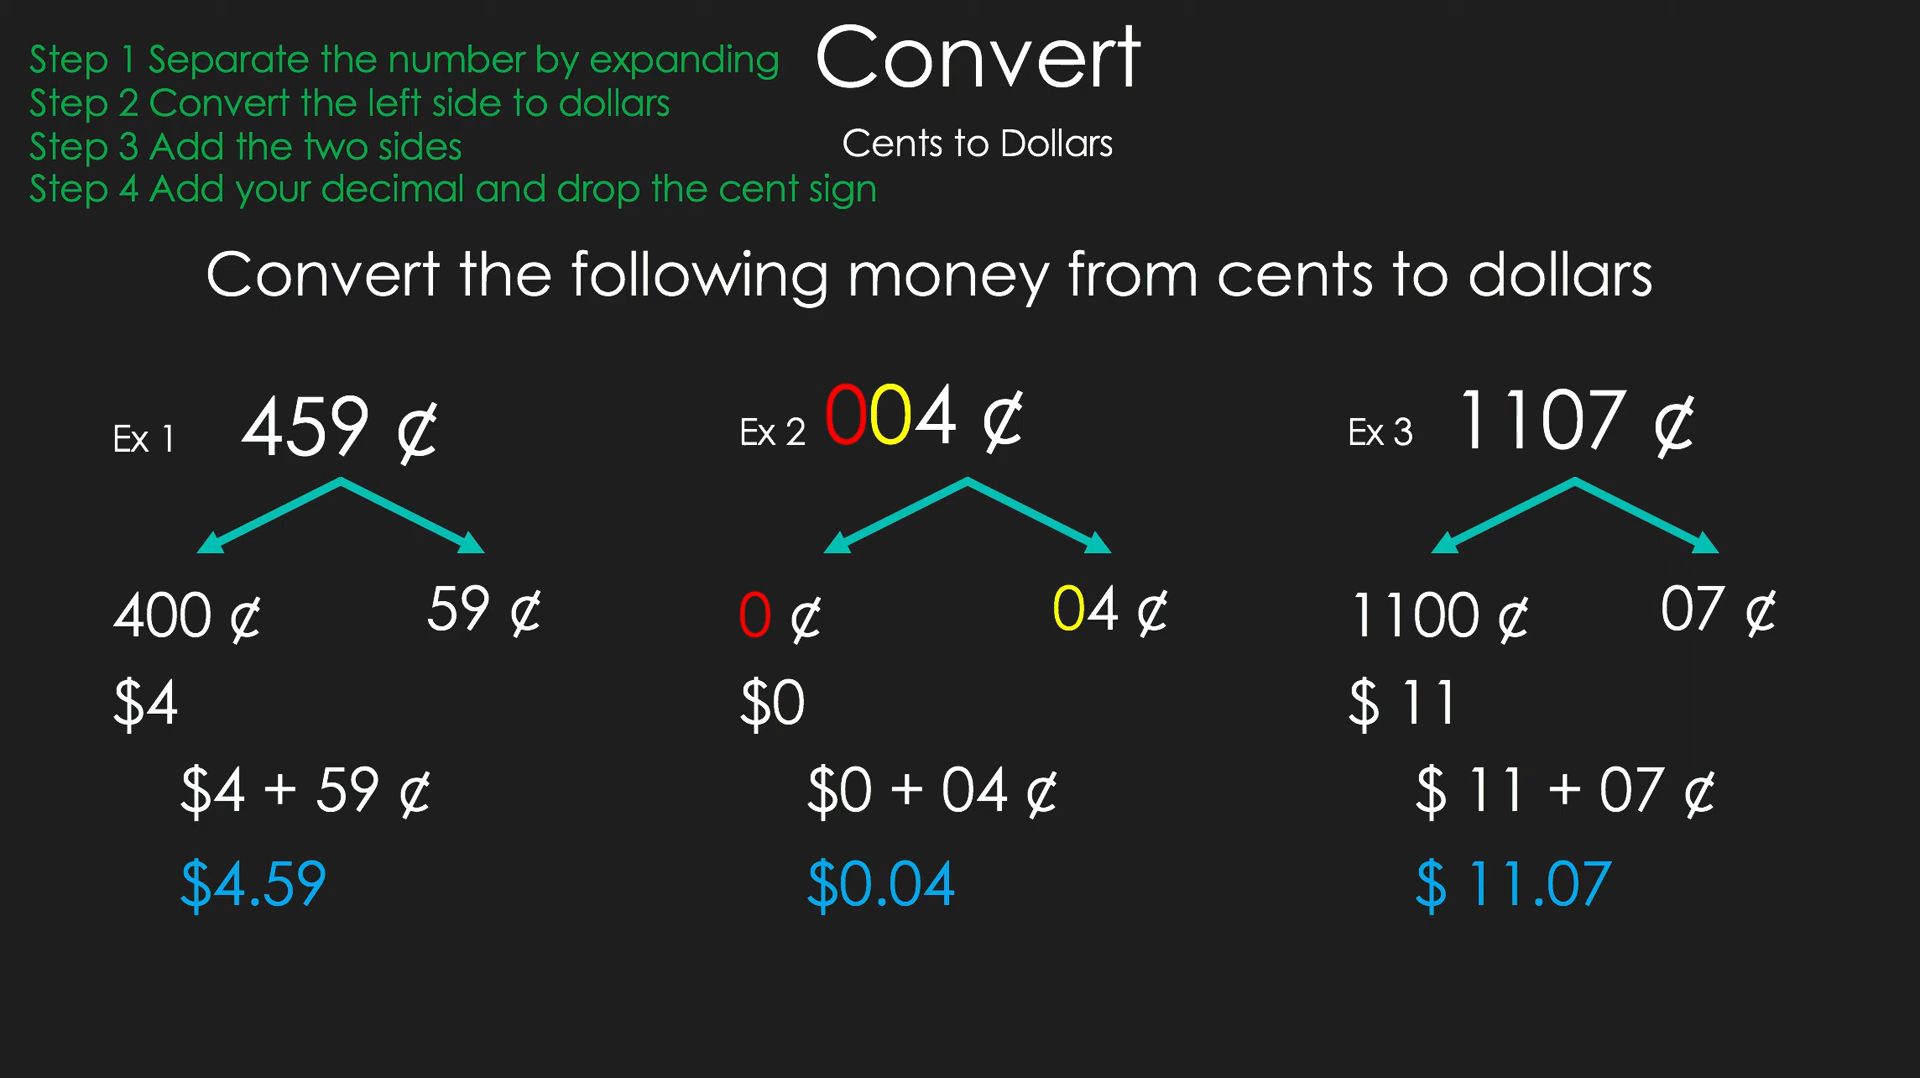 Step 1 Separate the number by expanding
Step 2 Convert the left side to dollars
Step 3 Add the two sides
Step 4 Add your decimal and drop the cent sign
Convert
Cents to Dollars
Convert the following money from cents to dollars
Ex 1 459 ¢
400 ¢ 59 ¢
$4
$4 + 59 ¢
$4.59
Ex 2 004 ¢
0 ¢ 04 ¢
$0
$0 + 04 ¢
$0.04
Ex 3 1107 ¢
1100 ¢ 07 ¢
$ 11
$ 11 + 07 ¢
$ 11.07